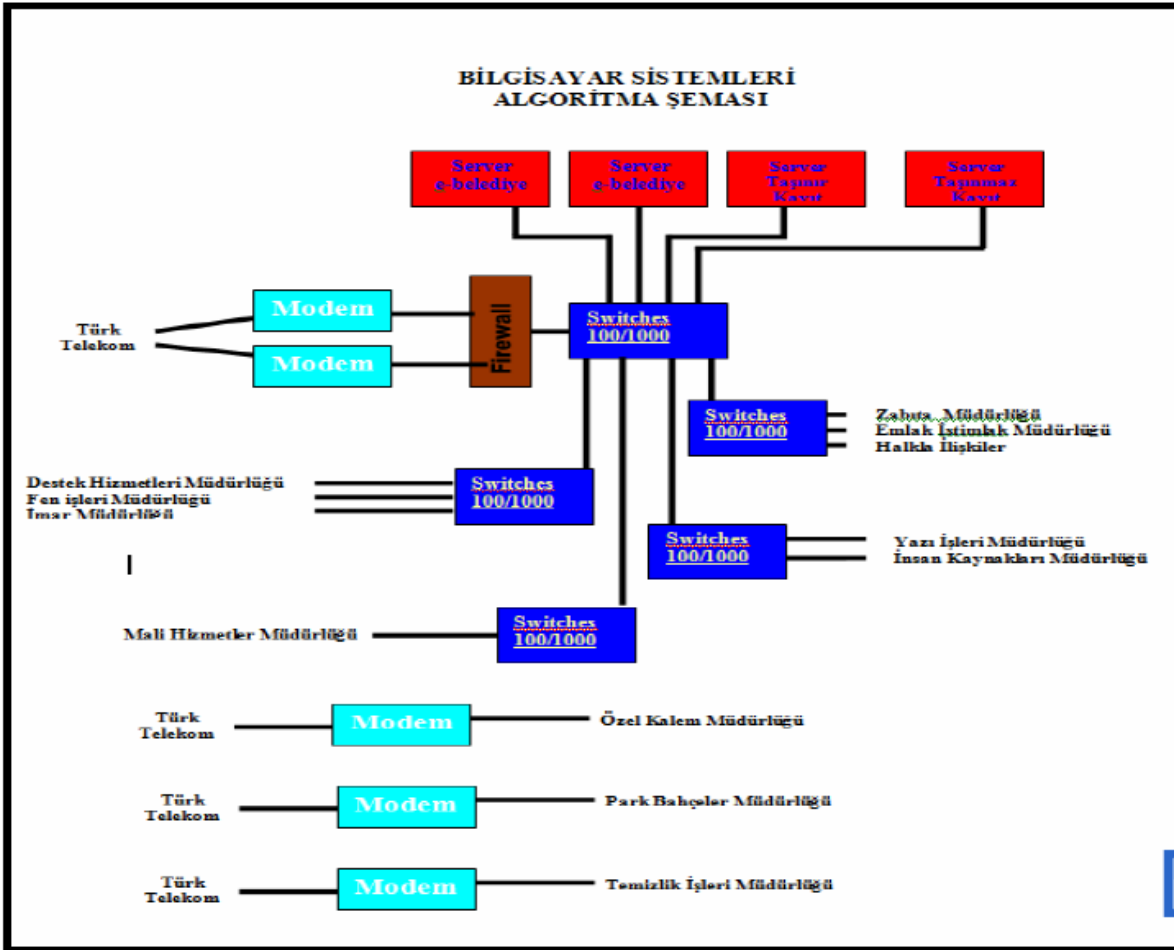 BİLGİSAYAR SİSTEMLERİ
ALGORİTMA ŞEMASI
Server
e-belediye
Server
e-belediye
Server
Taşınır
Kayıt
Server
Taşınmaz
Kayıt
Modem
Türk
Telekom
Modem
Firewall
Switches
100/1000
Switches
100/1000
Zabıta Müdürlüğü
Emlak İstimlak Müdürlüğü
Halkla İlişkiler
Destek Hizmetleri Müdürlüğü
Fen işleri Müdürlüğü
İmar Müdürlüğü
Switches
100/1000
Switches
100/1000
Yazı İşleri Müdürlüğü
İnsan Kaynakları Müdürlüğü
Mali Hizmetler Müdürlüğü
Switches
100/1000
Türk
Telekom
Modem
Özel Kalem Müdürlüğü
Türk
Telekom
Modem
Park Bahçeler Müdürlüğü
Türk
Telekom
Modem
Temizlik İşleri Müdürlüğü